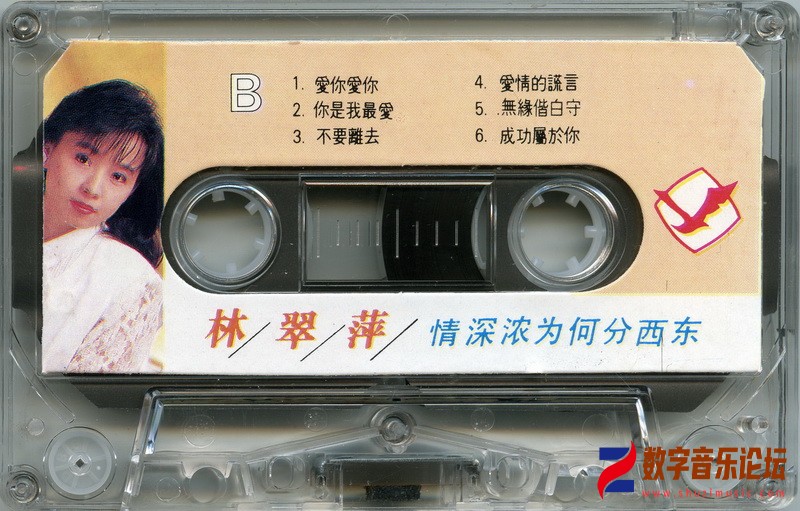 B
1. 愛你愛你
2. 你是我最愛
3. 不要離去
4. 愛情的謊言
5. 無緣偕白守
6. 成功屬於你
林/翠/萍/
情深浓为何分西东
数字音乐论坛